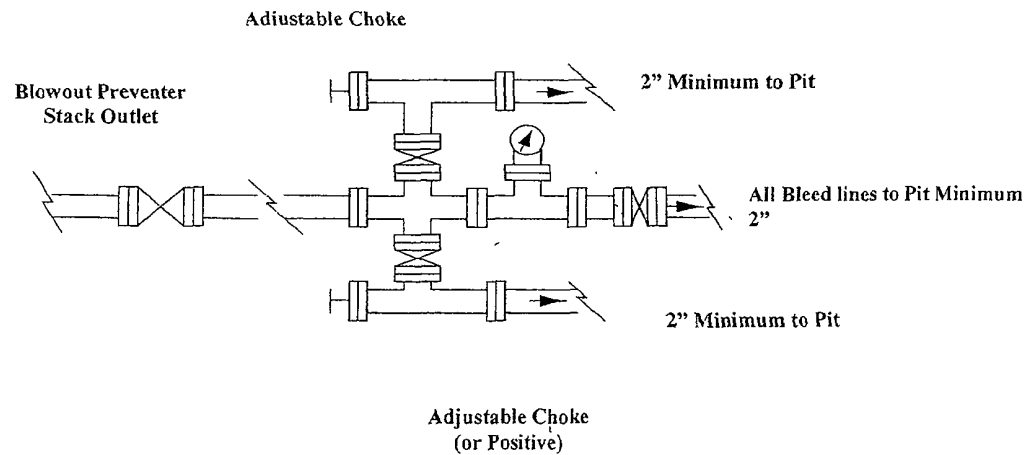 Adiustable Choke
Blowout Preventer
Stack Outlet
2” Minimum to Pit
All Bleed lines to Pit Minimum
2”
2” Minimum to Pit
Adjustable Choke
(or Positive)